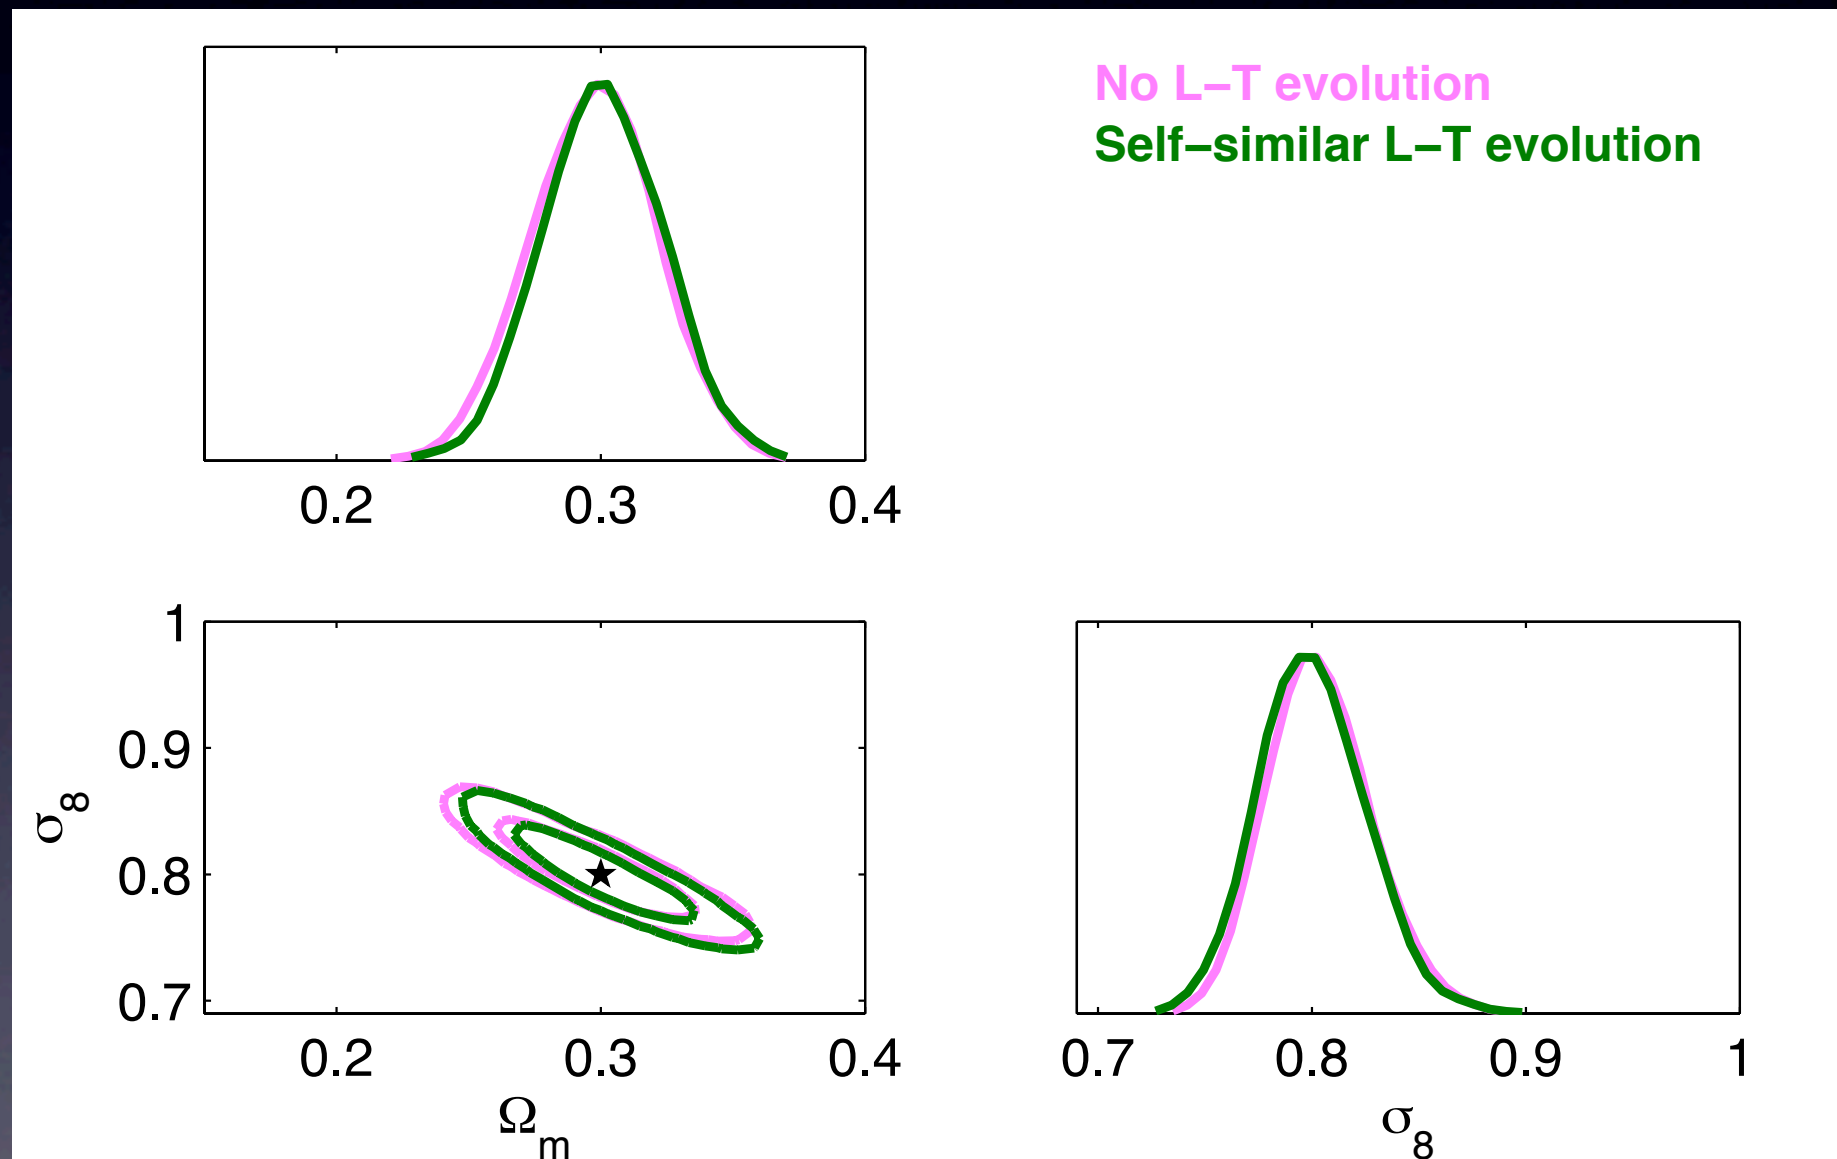 No L–T evolution
Self–similar L–T evolution
0.2 0.3 0.4
1
0.9
0.8
0.7
σ8
0.2 0.3 0.4
Ωm
0.7 0.8 0.9 1
σ8